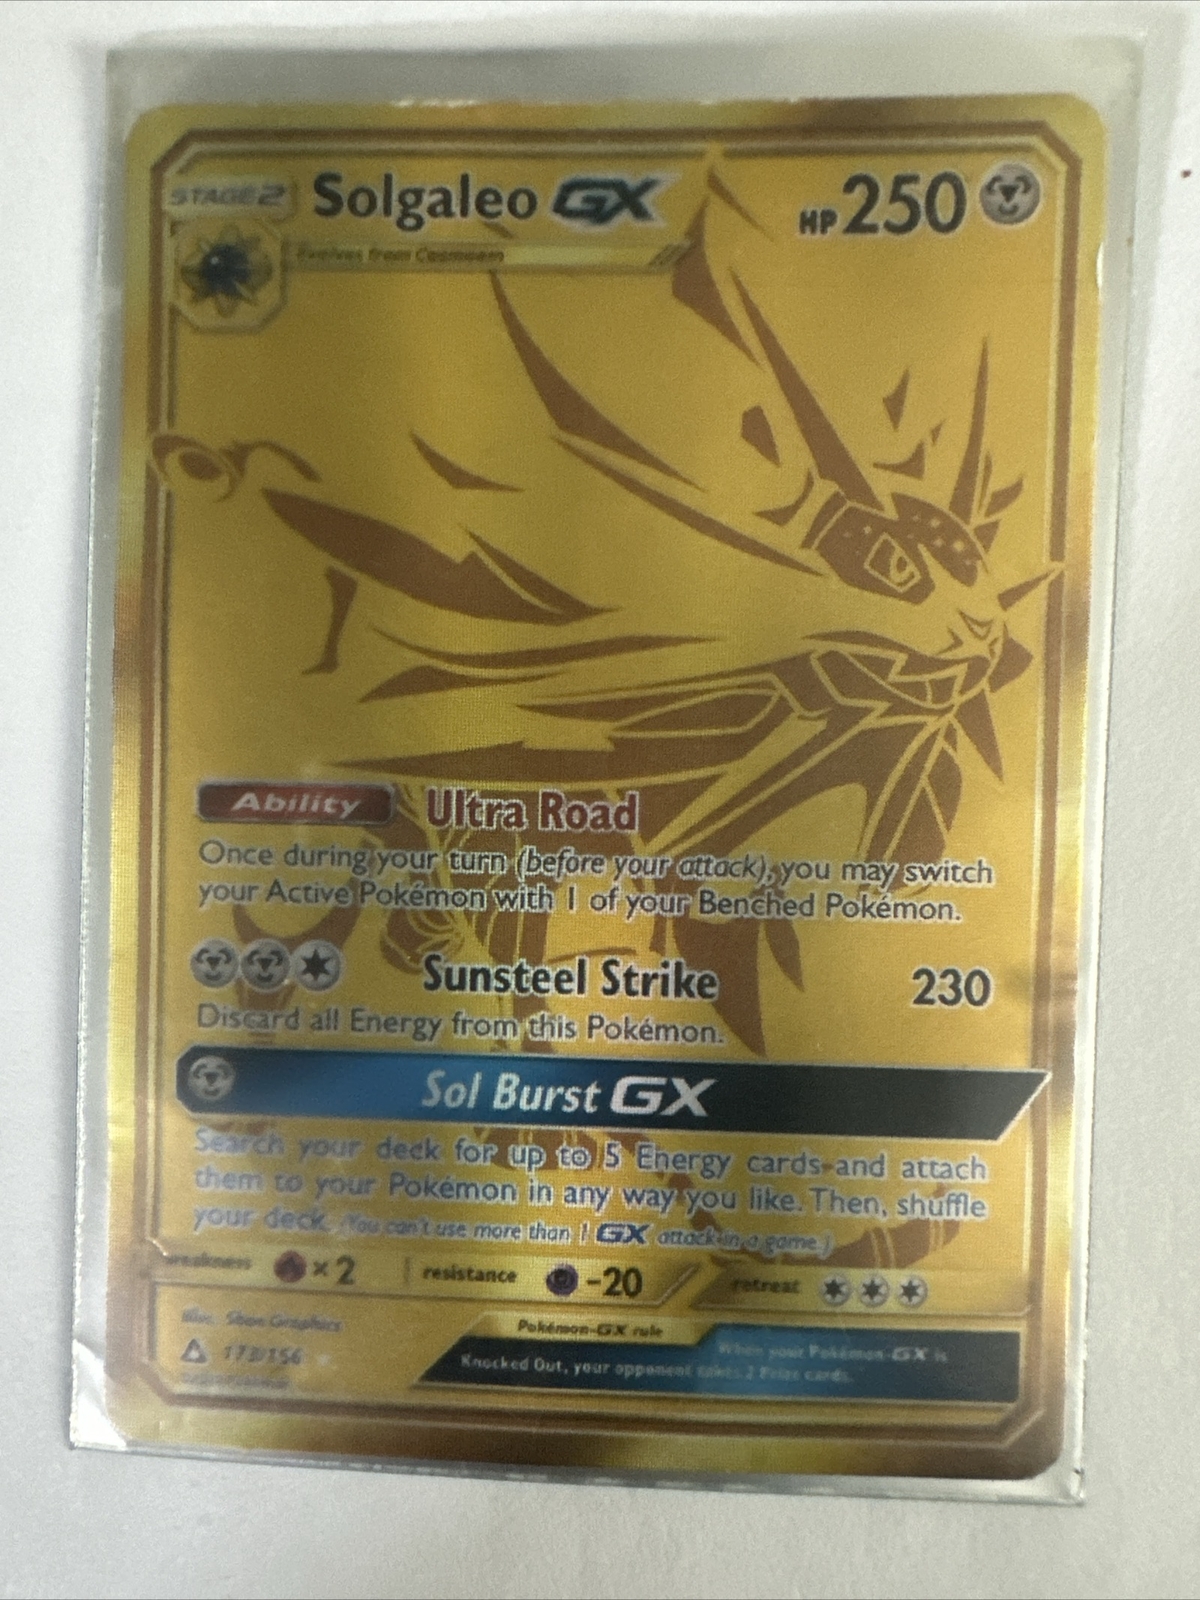 STAGE 2 Solgaleo GX HP 250
Evolves from Cosmoem
Ability Ultra Road
Once during your turn (before your attack), you may switch
your Active Pokémon with 1 of your Benched Pokémon.
Sunsteel Strike 230
Discard all Energy from this Pokémon.
Sol Burst GX
Search your deck for up to 5 Energy cards and attach
them to your Pokémon in any way you like. Then, shuffle
your deck. (You can't use more than 1 GX attack in a game.)
weakness ×2 resistance -20 retreat
Illus. 5ban Graphics
Pokémon-GX rule
When your Pokémon-GX is
173/156
Knocked Out, your opponent takes 2 Prize cards.